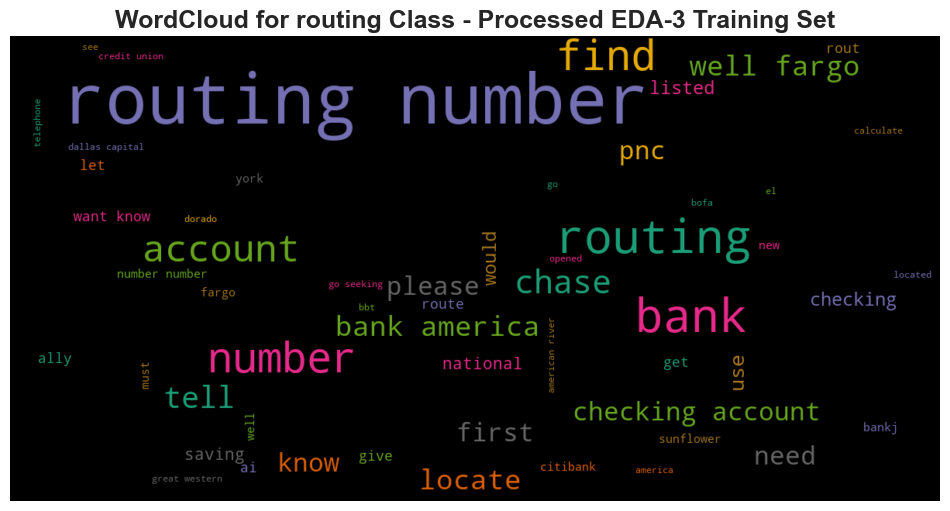 WordCloud for routing Class - Processed EDA-3 Training Set
see
credit union
find
rout
well fargo
routing number
listed
telephone
calculate
dallas capital
pnc
let
york
go
el
bofa
want know
dorado
routing
new
account
would
opened
number number
located
go seeking
chase
please
fargo
checking
route
bbt
bank
bank america
american river
number
national
get
ally
use
must
tell
checking account
well
first
bankj
sunflower
saving
know
give
need
ai
citibank
america
locate
great western